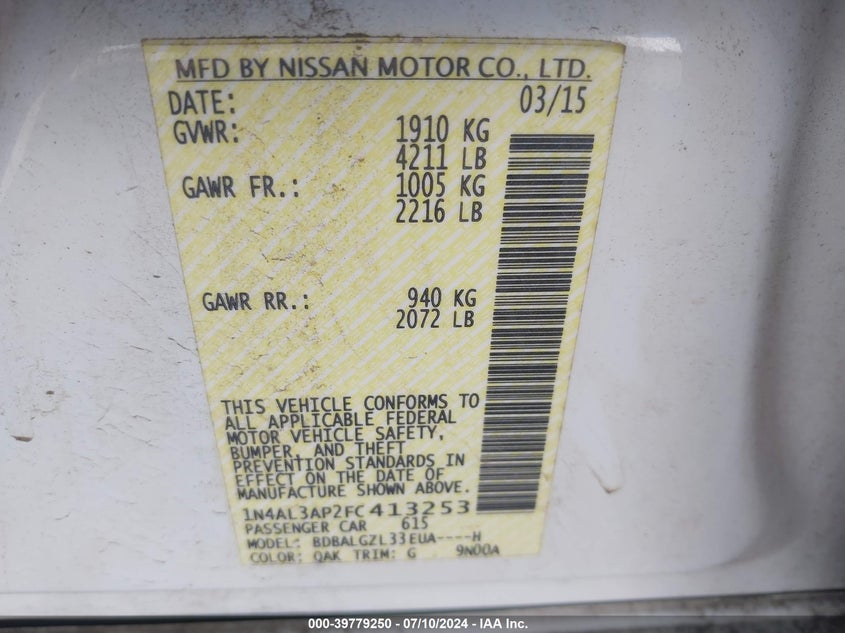 MFD BY NISSAN MOTOR CO., LTD.
DATE: 03/15
GVWR: 1910 KG
4211 LB
GAWR FR.: 1005 KG
2216 LB
GAWR RR.: 940 KG
2072 LB
THIS VEHICLE CONFORMS TO
ALL APPLICABLE FEDERAL
MOTOR VEHICLE SAFETY,
BUMPER, AND THEFT
PREVENTION STANDARDS IN
EFFECT ON THE DATE OF
MANUFACTURE SHOWN ABOVE.
1N4AL3AP2FC413253
PASSENGER CAR 615
MODEL: BDBALGZL33EUA----H
COLOR: QAK TRIM: G 9N00A
000-39779250 - 07/10/2024 - IAA Inc.